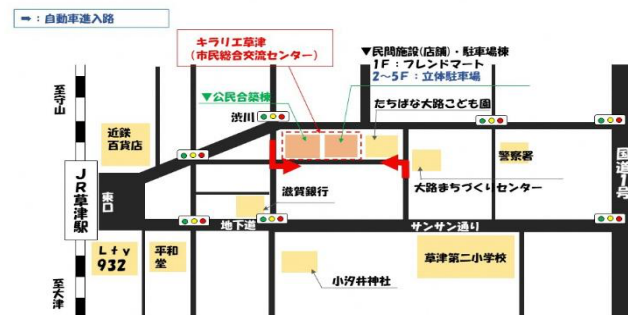 ➡：自動車進入路
キラリエ草津
（市民総合交流センター）
▼民間施設(店舗)・駐車場棟
1F：フレンドマート
2～5F：立体駐車場
▼公民合築棟
たちばな大路こども園
渋川
至守山
近鉄
百貨店
警察署
国道1号
JR草津駅
東口
大路まちづくりセンター
滋賀銀行
地下道
サンサン通り
Lty
932
平和
堂
草津第二小学校
小汐井神社
至大津